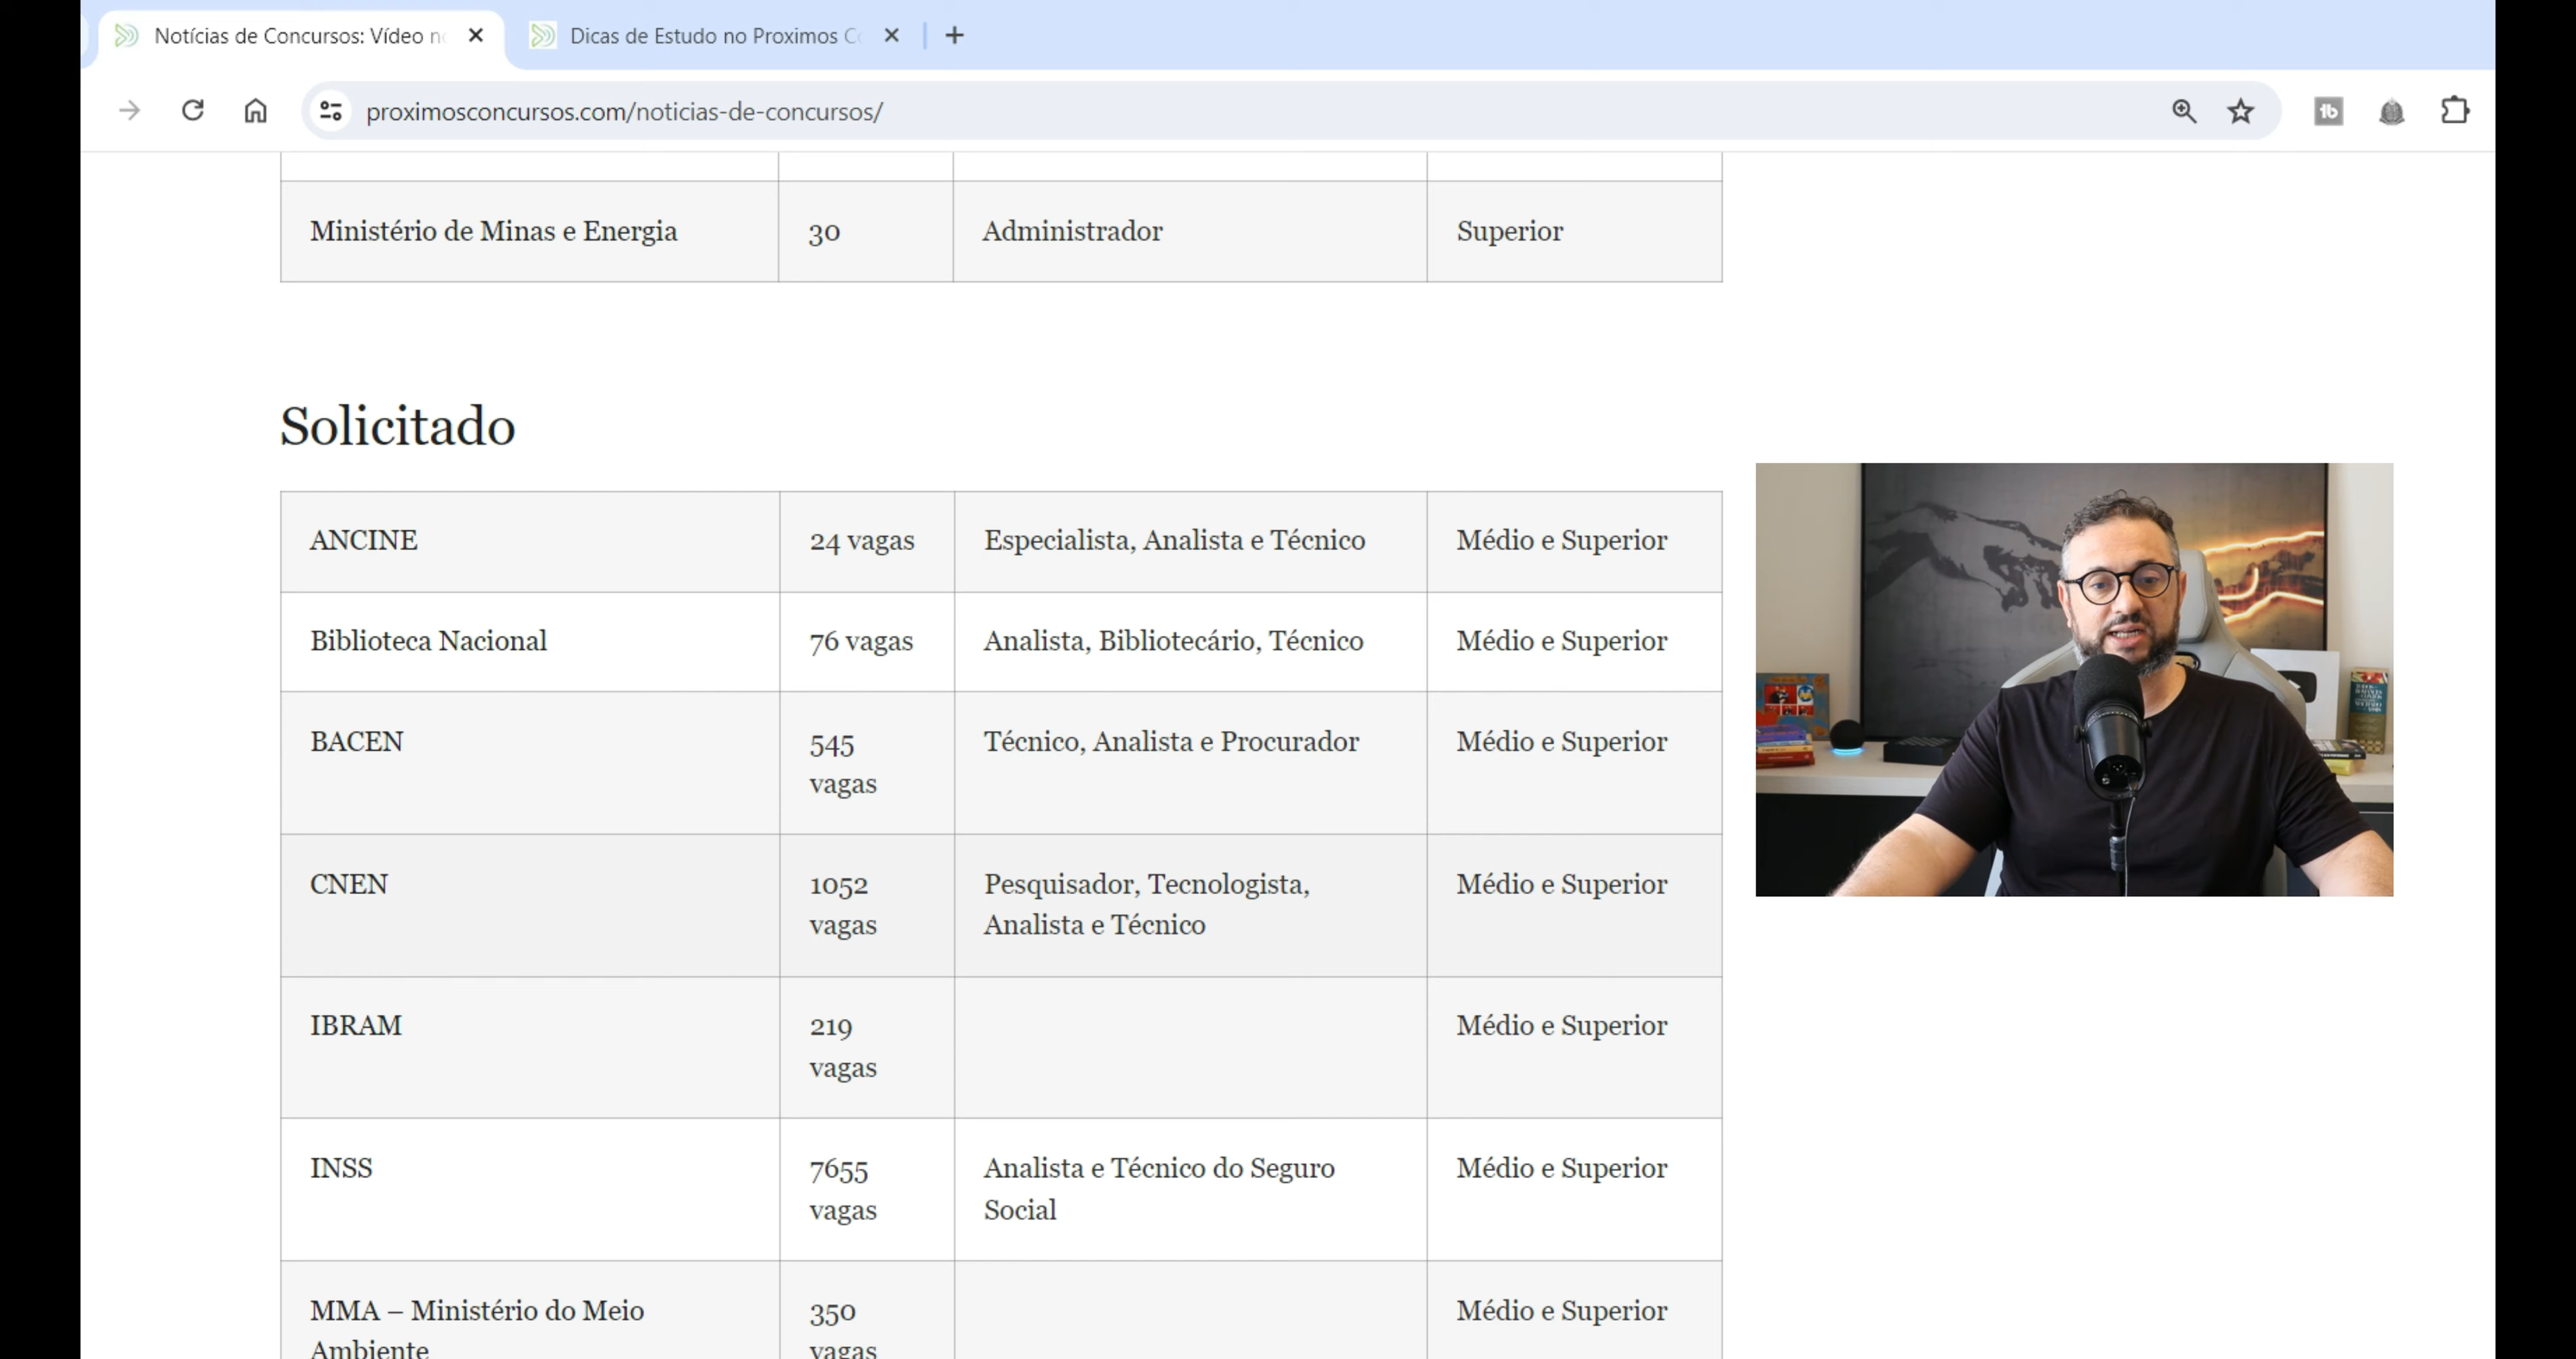 Notícias de Concursos: Vídeo n
Dicas de Estudo no Proximos C
proximosconcursos.com/noticias-de-concursos/
Ministério de Minas e Energia 30 Administrador Superior
Solicitado
ANCINE 24 vagas Especialista, Analista e Técnico Médio e Superior
Biblioteca Nacional 76 vagas Analista, Bibliotecário, Técnico Médio e Superior
BACEN 545 Técnico, Analista e Procurador Médio e Superior
vagas
CNEN 1052 Pesquisador, Tecnologista, Médio e Superior
vagas Analista e Técnico
IBRAM 219 Médio e Superior
vagas
INSS 7655 Analista e Técnico do Seguro Médio e Superior
vagas Social
MMA – Ministério do Meio 350 Médio e Superior
Ambiente vagas